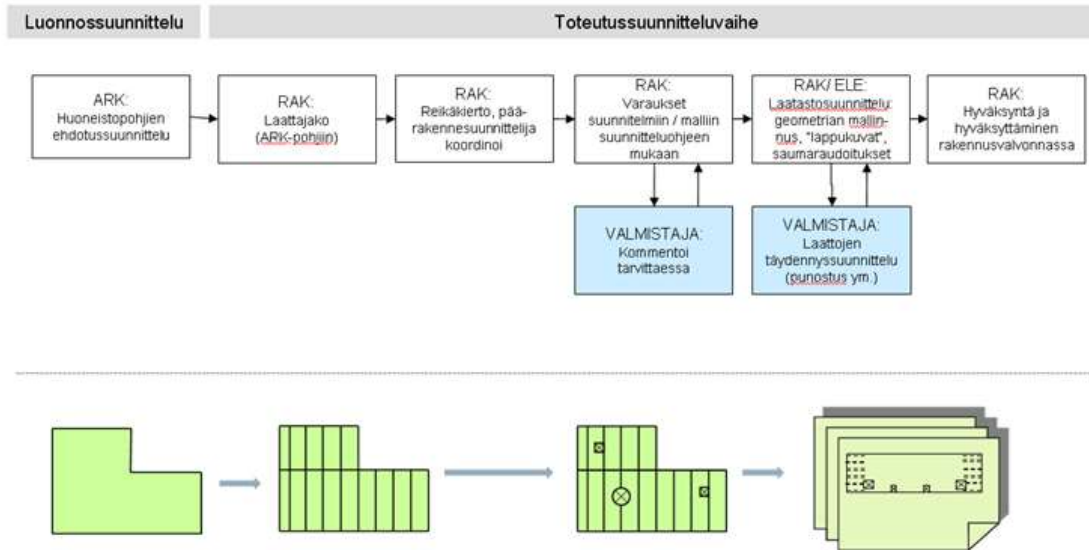 Luonnossuunnittelu
Toteutussuunnitteluvaihe
ARK:
Huoneistopohjien
ehdotussuunnittelu
RAK:
Laattajako
(ARK-pohjiin)
RAK:
Reikäkierto, pää-
rakennesuunnittelija
koordinoi
RAK:
Varaukset
suunnitelmiin / malliin
suunnitteluohjeen
mukaan
RAK/ ELE:
Laatastosuunnittelu:
geometrian mallin-
nus, "lappukuvat",
saumaraudoitukset
RAK:
Hyväksyntä ja
hyväksyttäminen
rakennusvalvonnassa
VALMISTAJA:
Kommentoi
tarvittaessa
VALMISTAJA:
Laattojen
täydennyssuunnittelu
(punostus ym.)